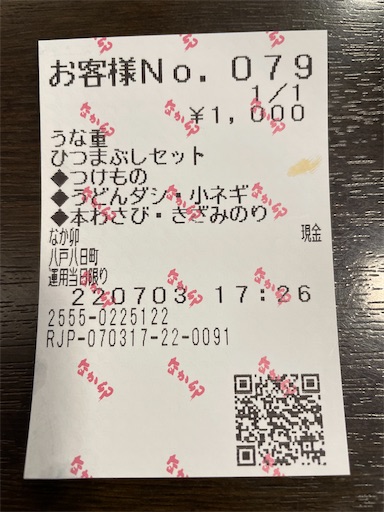 お客様No. 079
1/1
¥1,000
うな重
ひつまぶしセット
◆つけもの
◆うどんダシ・小ネギ
◆本わさび・きざみのり
なか卯 現金
八戸八日町
運用当日限り
220703 17:26
2555-0225122
RJP-070317-22-0091